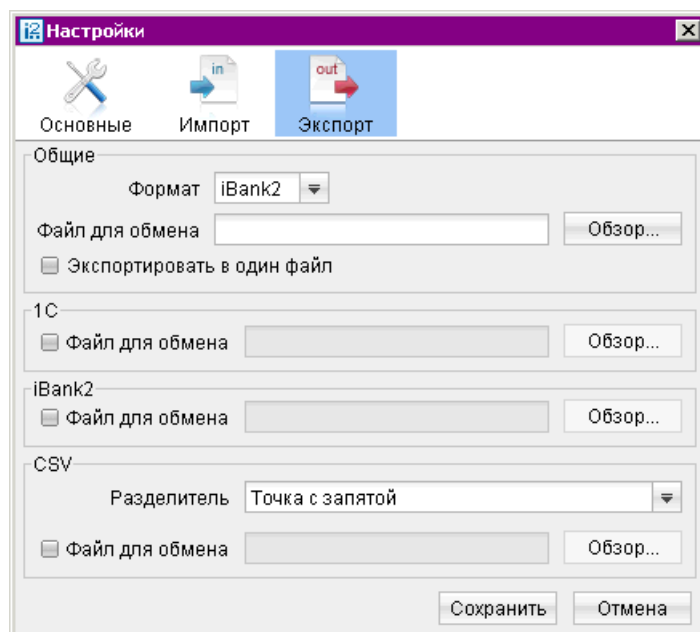 Настройки
in
out
Основные
Импорт
Экспорт
Общие
Формат iBank2
Файл для обмена Обзор...
Экспортировать в один файл
1С
Файл для обмена Обзор...
iBank2
Файл для обмена Обзор...
CSV
Разделитель Точка с запятой
Файл для обмена Обзор...
Сохранить Отмена